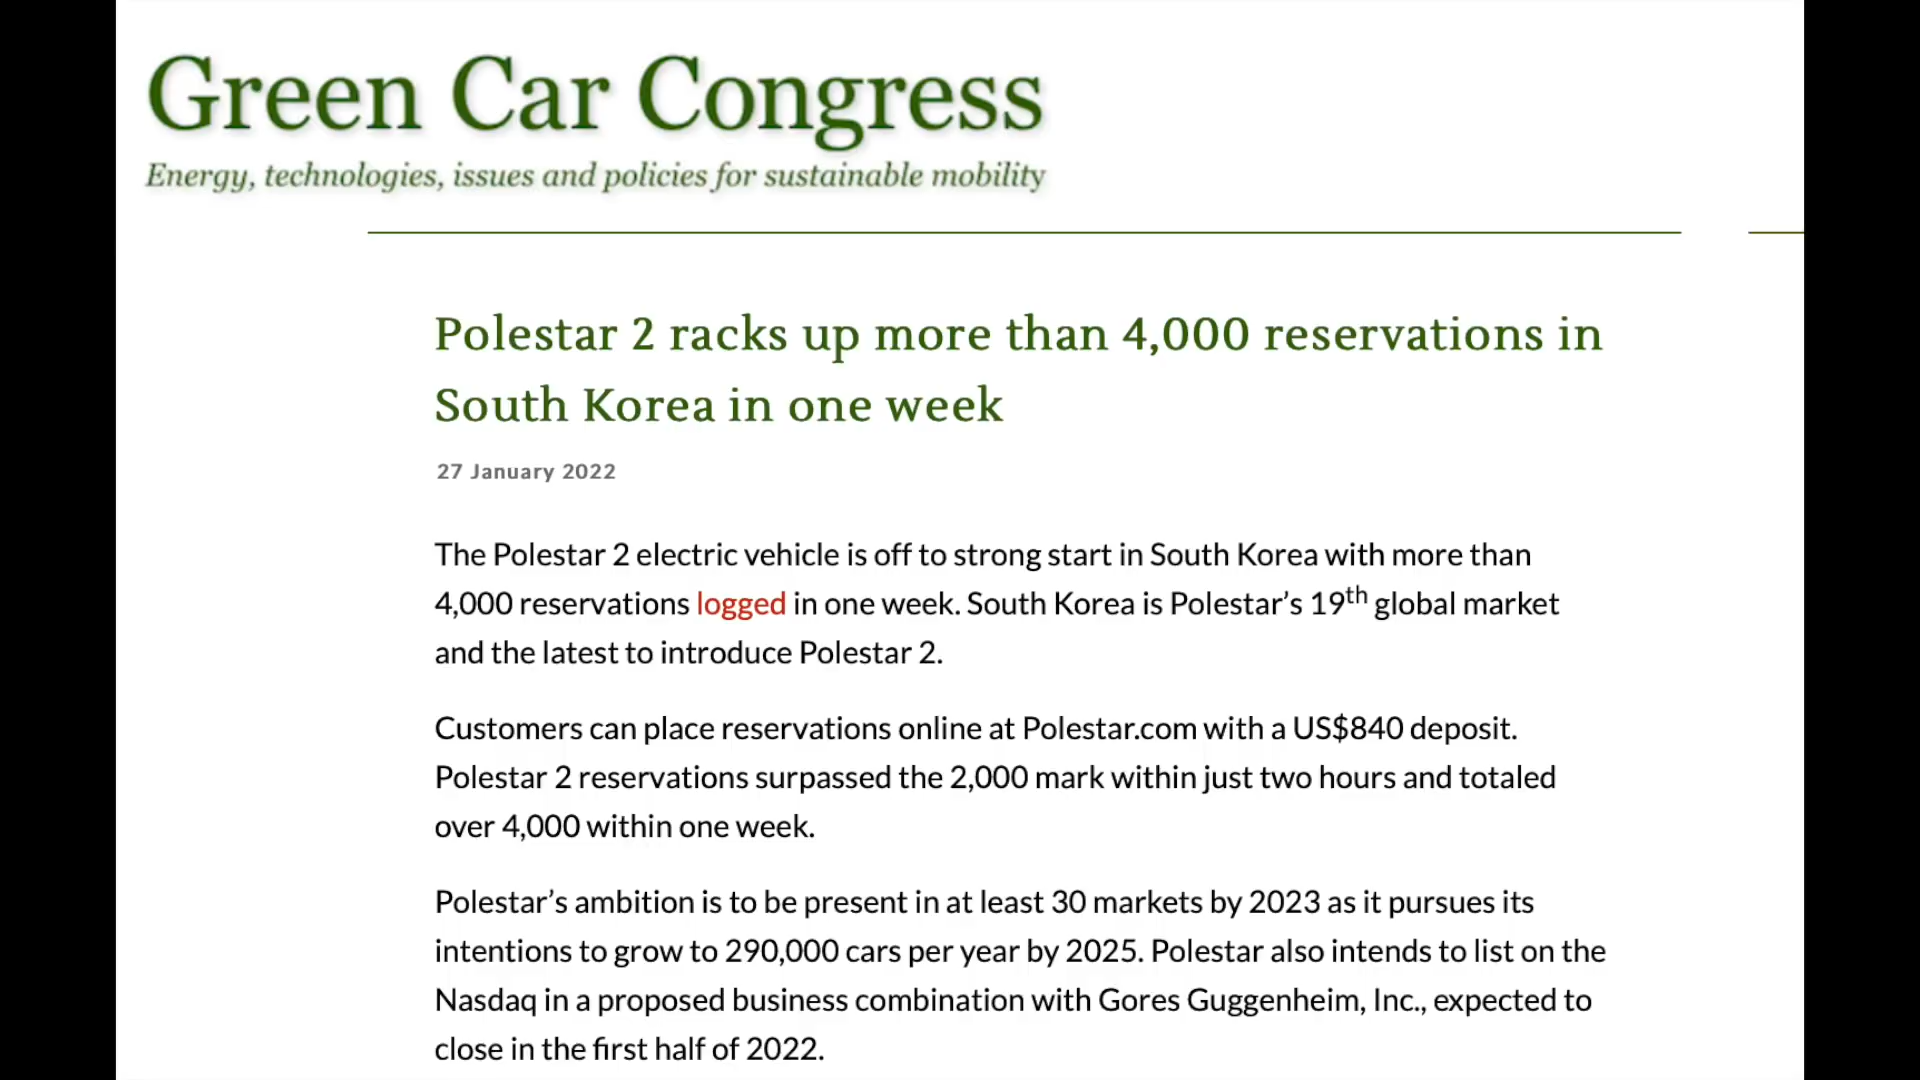 Green Car Congress
Energy, technologies, issues and policies for sustainable mobility
Polestar 2 racks up more than 4,000 reservations in
South Korea in one week
27 January 2022
The Polestar 2 electric vehicle is off to strong start in South Korea with more than
4,000 reservations logged in one week. South Korea is Polestar’s 19th global market
and the latest to introduce Polestar 2.
Customers can place reservations online at Polestar.com with a US$840 deposit.
Polestar 2 reservations surpassed the 2,000 mark within just two hours and totaled
over 4,000 within one week.
Polestar’s ambition is to be present in at least 30 markets by 2023 as it pursues its
intentions to grow to 290,000 cars per year by 2025. Polestar also intends to list on the
Nasdaq in a proposed business combination with Gores Guggenheim, Inc., expected to
close in the first half of 2022.